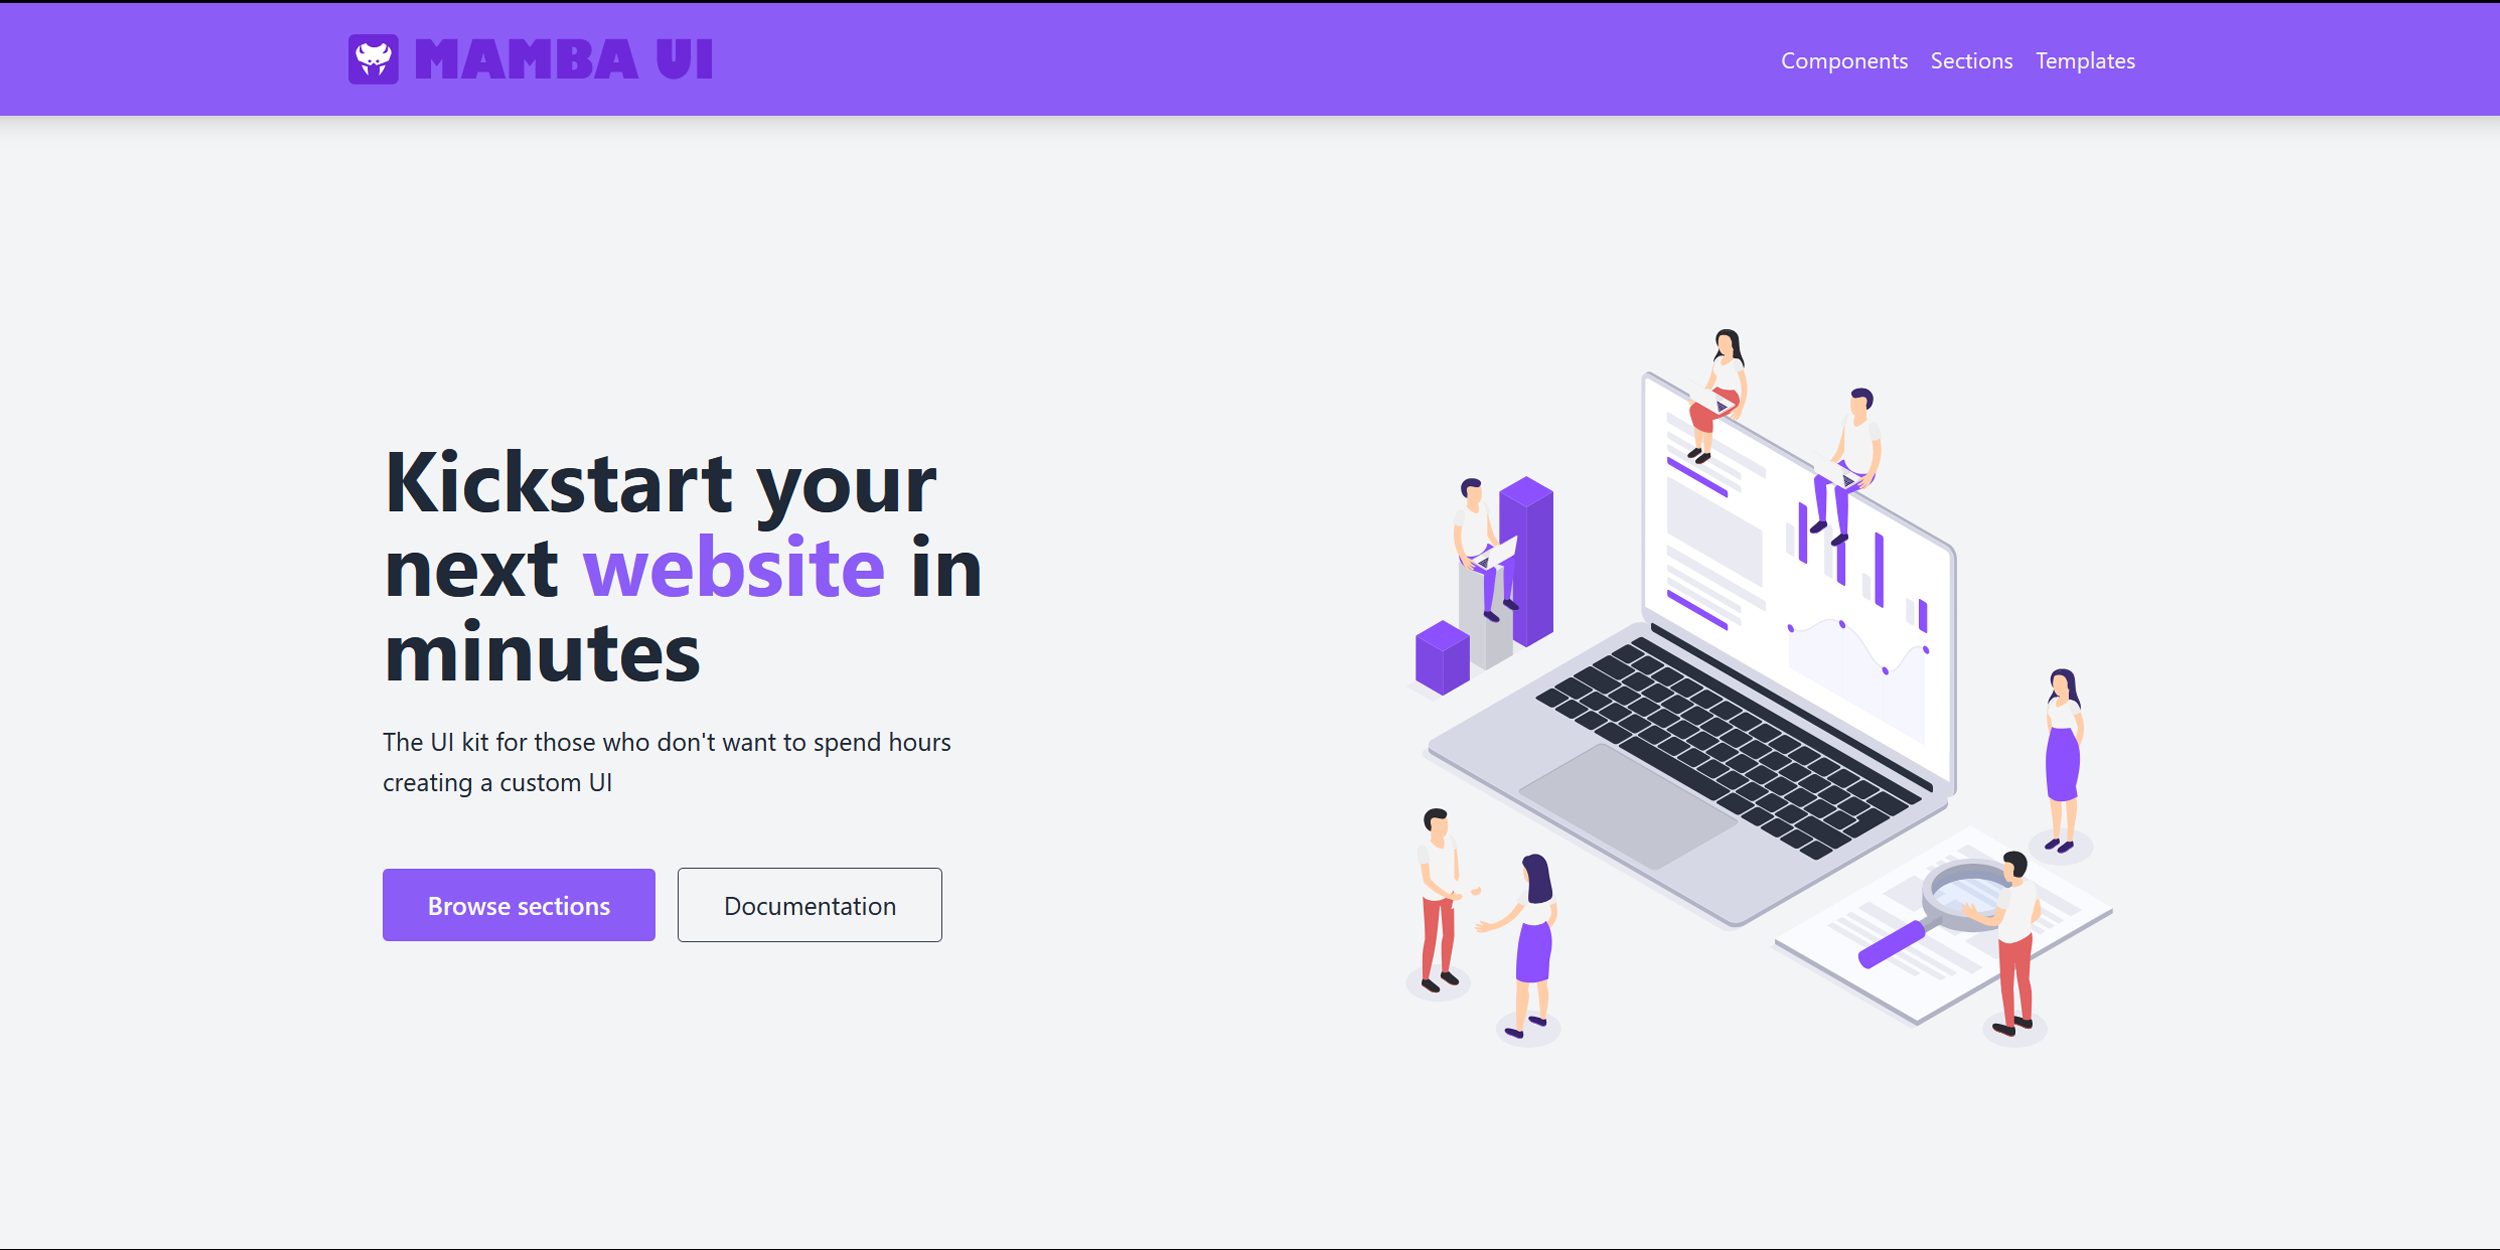 MAMBA UI
Components Sections Templates
Kickstart your
next website in
minutes
The UI kit for those who don't want to spend hours
creating a custom UI
Browse sections
Documentation